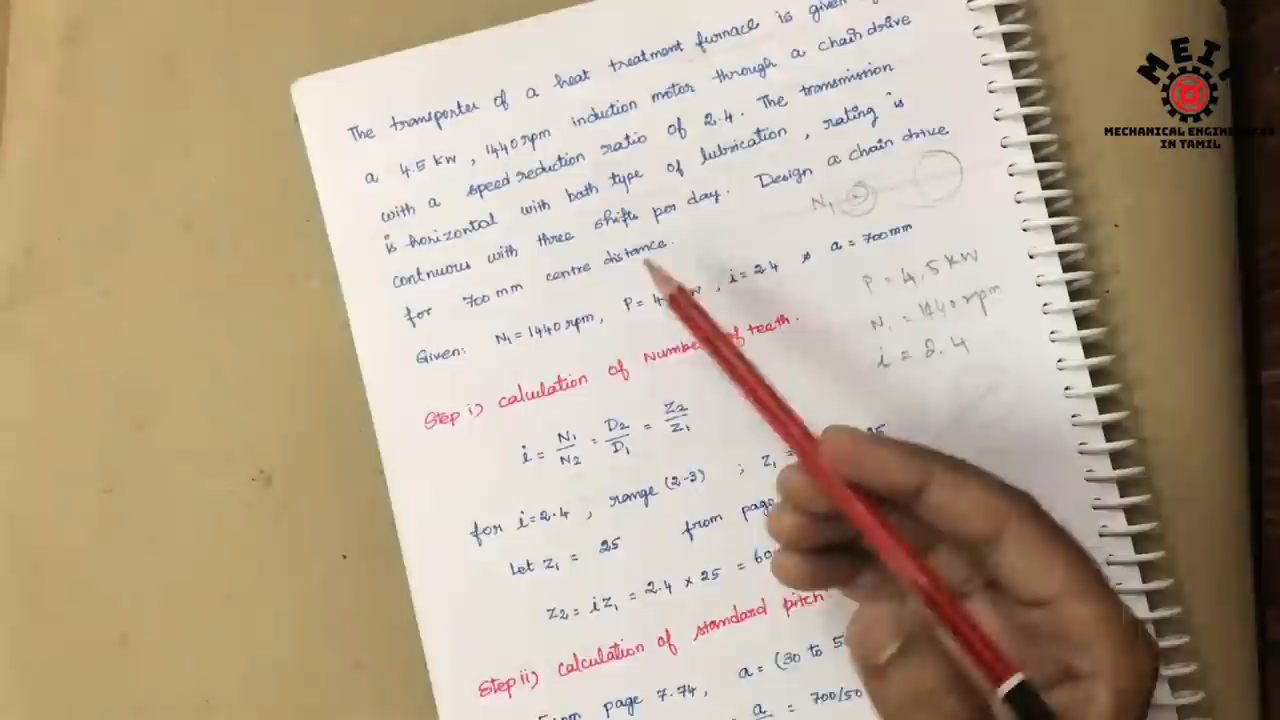 The transporter of a heat treatment furnace is given
a 4.5 kW, 1440 rpm induction motor through a chain drive
with a speed reduction ratio of 2.4. The transmission
is horizontal with bath type of lubrication, rating is
contnuous with three shifts per day. Design a chain drive
for 700 mm centre distance.
N1
Given: N1 = 1440 rpm, P = 4 , i = 2.4 & a = 700mm
P = 4.5 kW
N1 = 1440 rpm
i = 2.4
Step i) calculation of Number of teeth.
i = N1/N2 = D2/D1 = Z2/Z1
for i = 2.4, range (2-3) ; Z1 =
Let Z1 = 25 from page
Z2 = i Z1 = 2.4 × 25 = 60
Step ii) calculation of standard pitch
From page 7.74, a = (30 to 5
a = 700/50
MEIT
MECHANICAL ENGINEERS
IN TAMIL